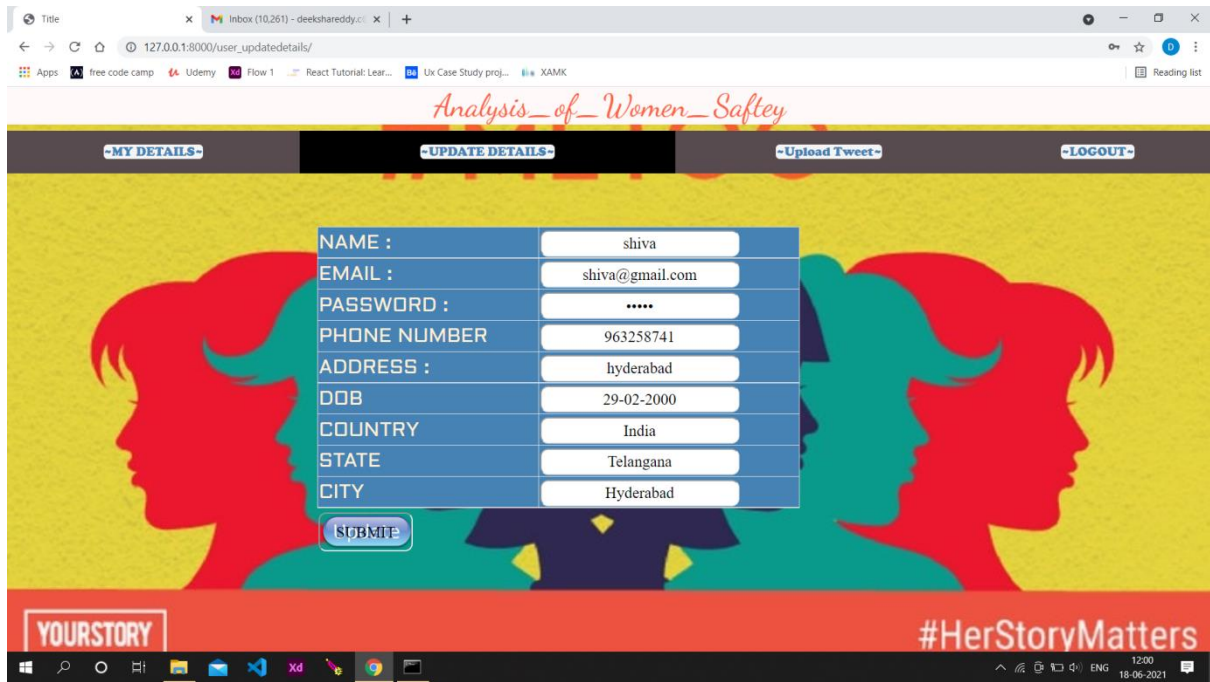 Title
Inbox (10,261) - deekshareddy.c
127.0.0.1:8000/user_updatedetails/
D
Apps
free code camp
Udemy
Xd Flow 1
React Tutorial: Lear...
Bē Ux Case Study proj...
XAMK
Reading list
Analysis_of_Women_Saftey
~MY DETAILS~ ~UPDATE DETAILS~ ~Upload Tweet~ ~LOGOUT~
NAME : shiva
EMAIL : shiva@gmail.com
PASSWORD : •••••
PHONE NUMBER 963258741
ADDRESS : hyderabad
DOB 29-02-2000
COUNTRY India
STATE Telangana
CITY Hyderabad
SUBMIT
YOURSTORY
#HerStoryMatters
Xd
ENG
12:00
18-06-2021